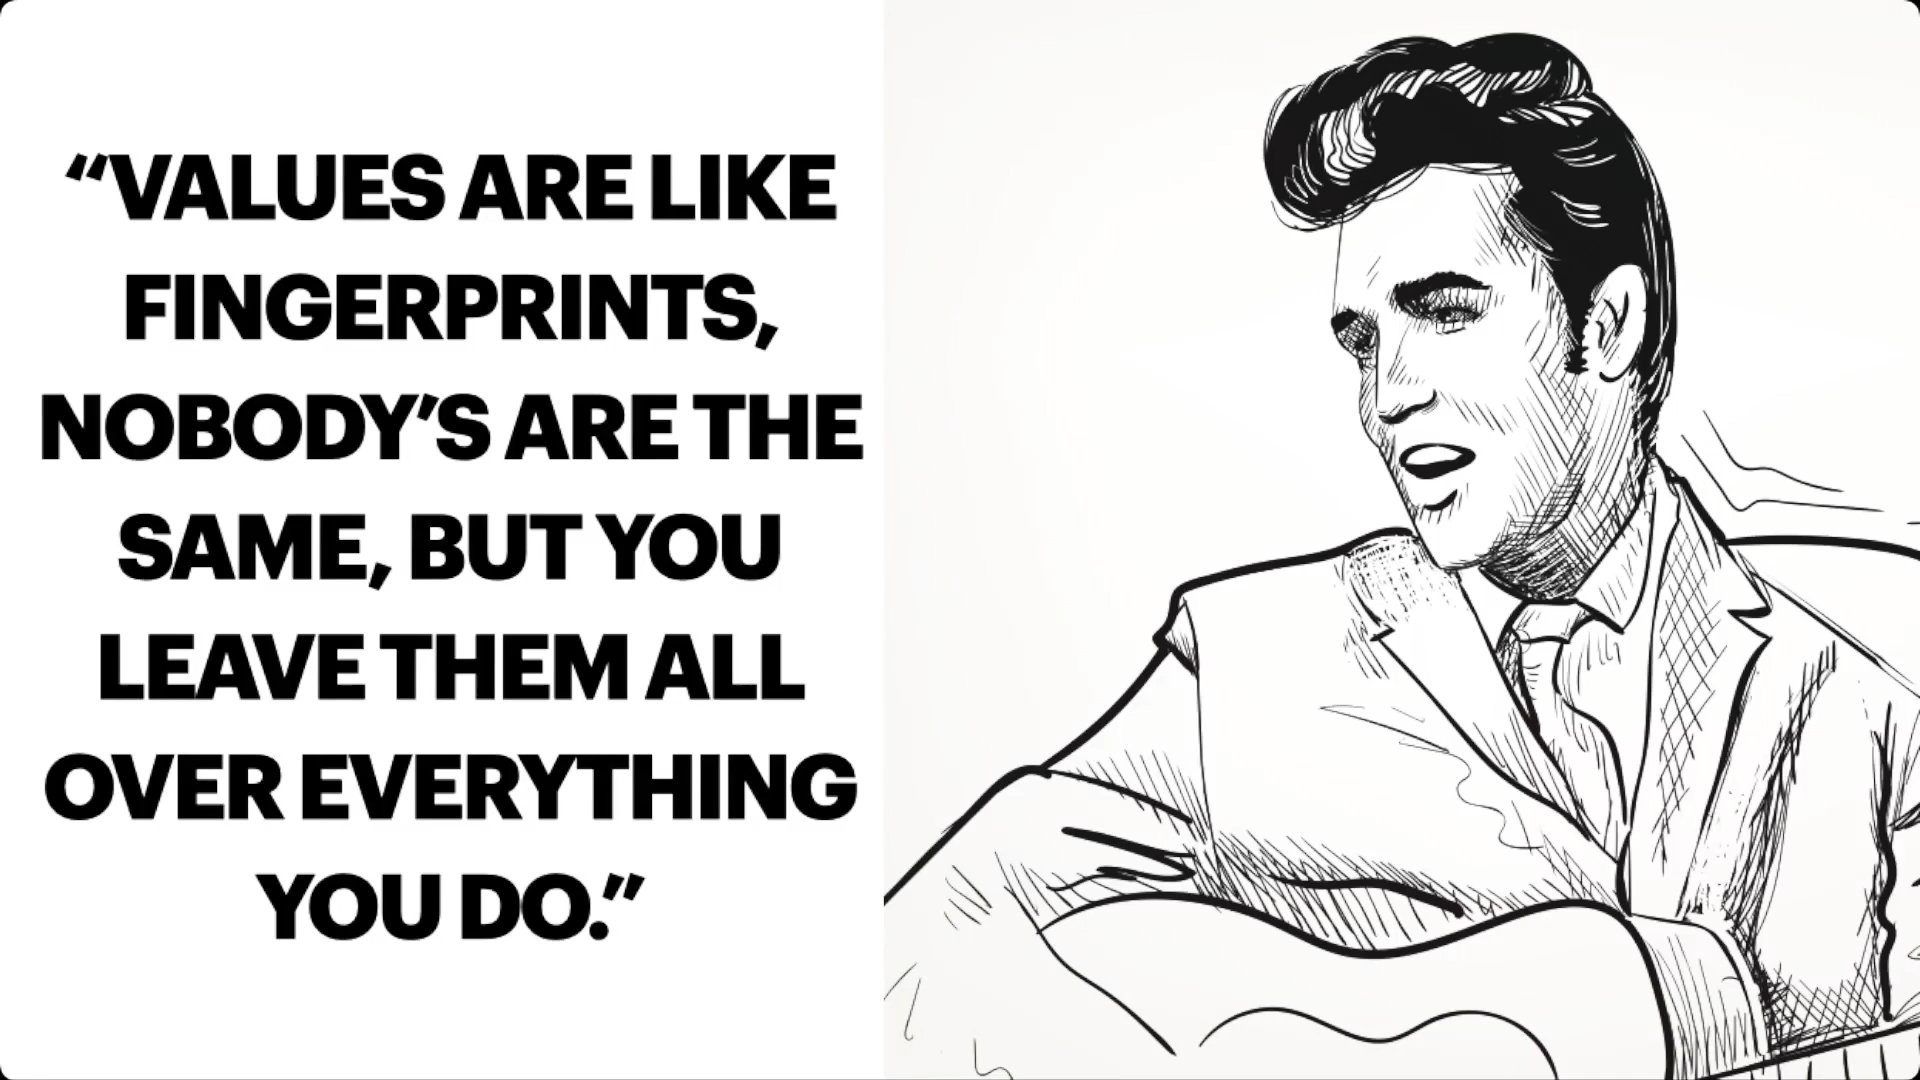 “VALUES ARE LIKE
FINGERPRINTS,
NOBODY’S ARE THE
SAME, BUT YOU
LEAVE THEM ALL
OVER EVERYTHING
YOU DO.”